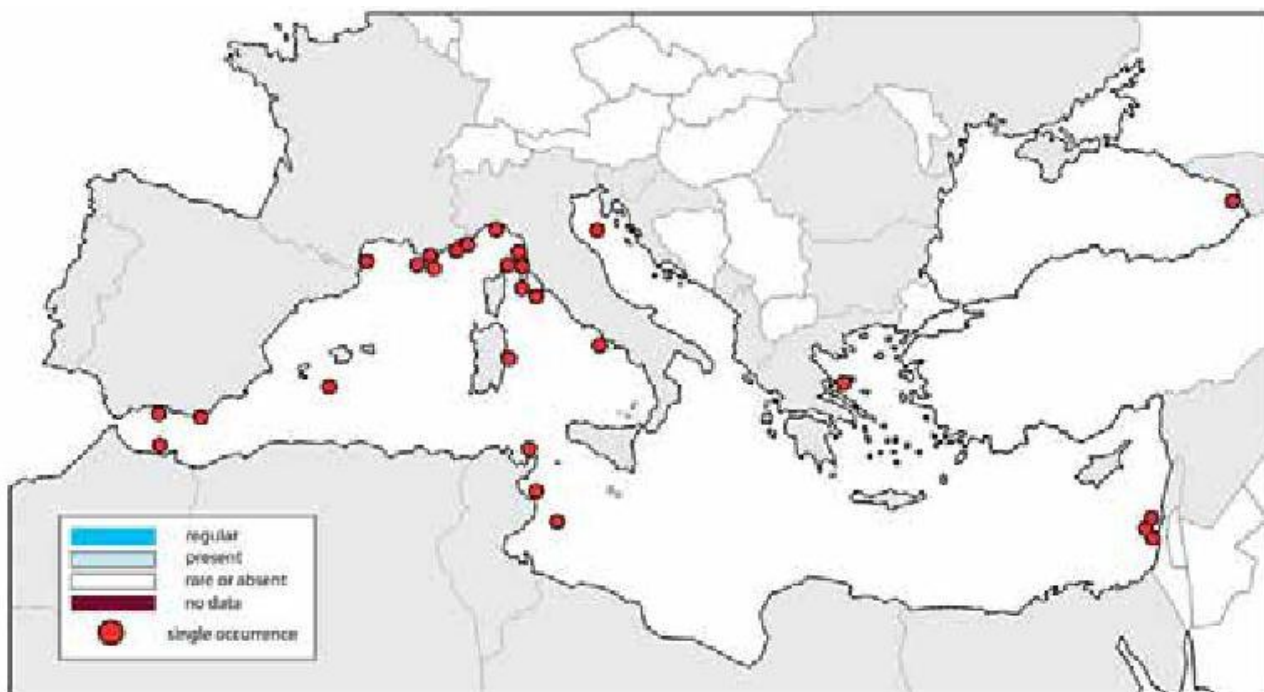 regular
present
rare or absent
no data
single occurrence